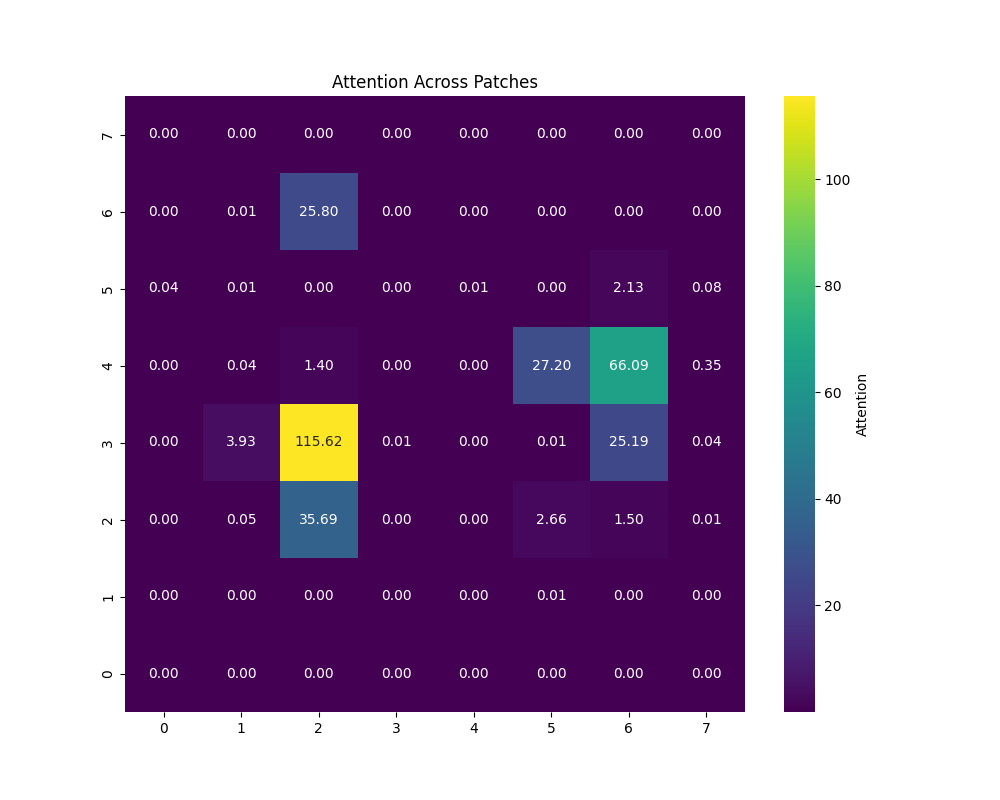 Attention Across Patches
7 0.00 0.00 0.00 0.00 0.00 0.00 0.00 0.00
6 0.00 0.01 25.80 0.00 0.00 0.00 0.00 0.00
5 0.04 0.01 0.00 0.00 0.01 0.00 2.13 0.08
4 0.00 0.04 1.40 0.00 0.00 27.20 66.09 0.35
3 0.00 3.93 115.62 0.01 0.00 0.01 25.19 0.04
2 0.00 0.05 35.69 0.00 0.00 2.66 1.50 0.01
1 0.00 0.00 0.00 0.00 0.00 0.01 0.00 0.00
0 0.00 0.00 0.00 0.00 0.00 0.00 0.00 0.00
0 1 2 3 4 5 6 7
100
80
60
40
20
Attention